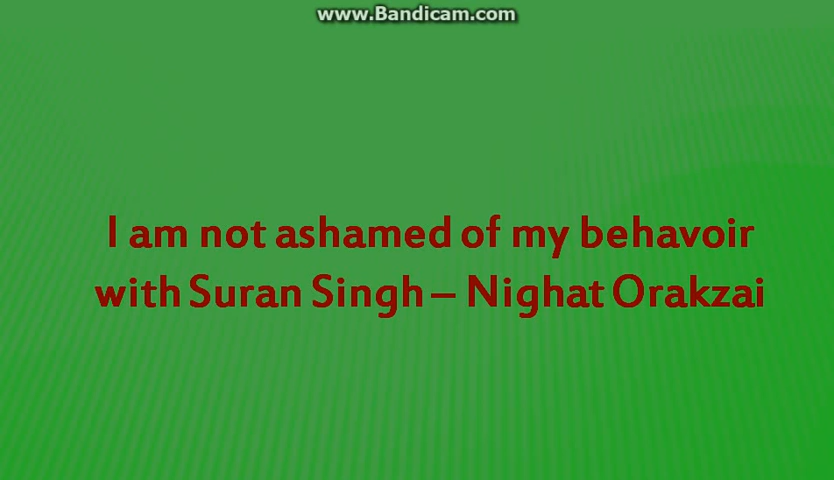 www.Bandicam.com
I am not ashamed of my behavoir
with Suran Singh – Nighat Orakzai